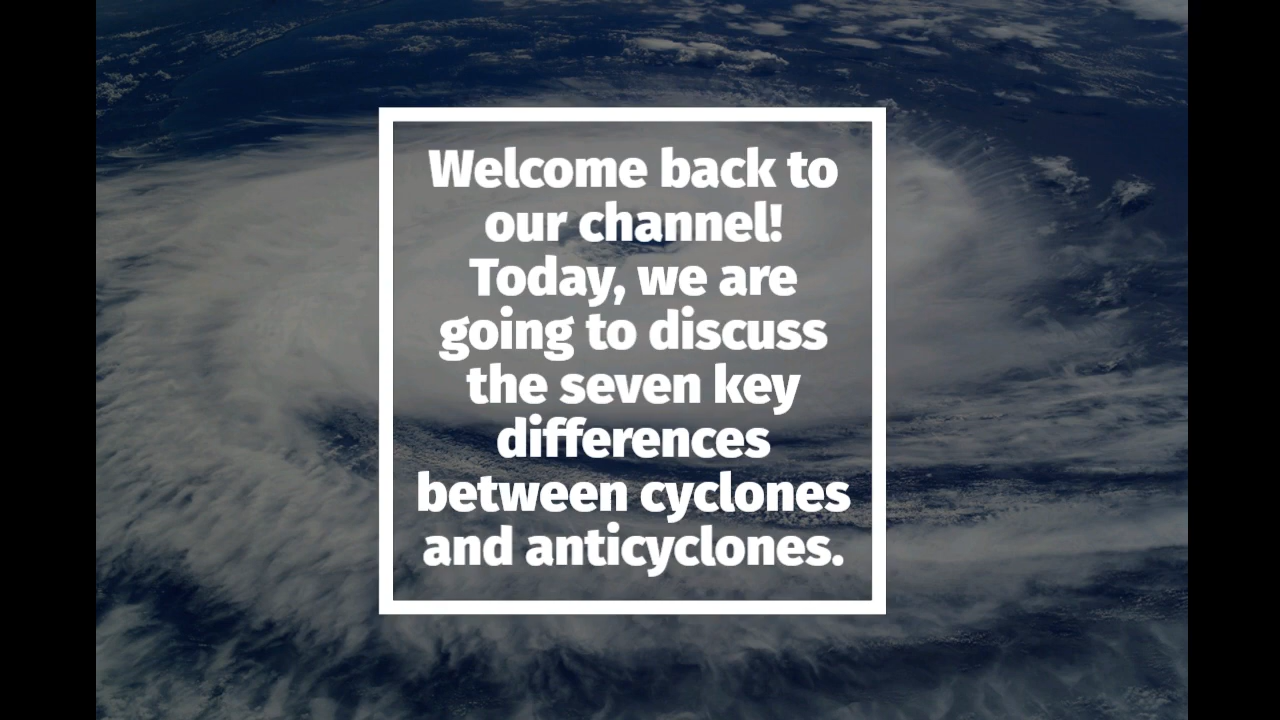 Welcome back to
our channel!
Today, we are
going to discuss
the seven key
differences
between cyclones
and anticyclones.